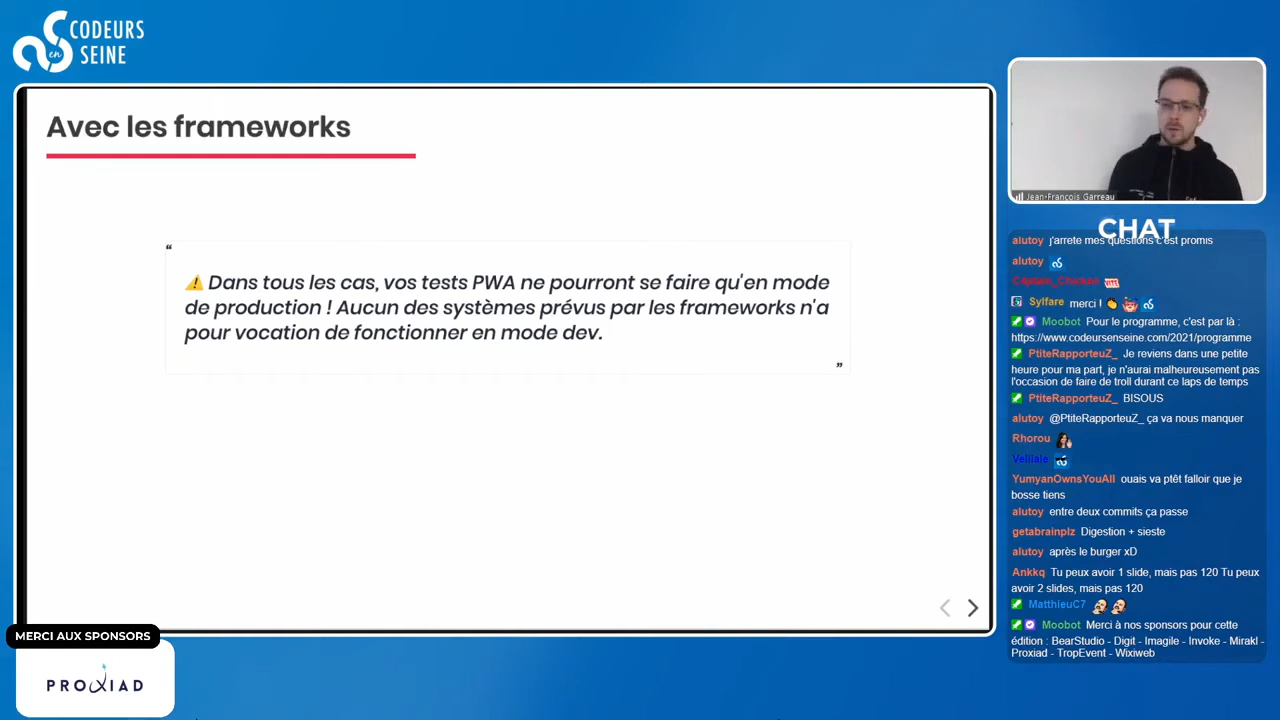 CODEURS
en
SEINE
Avec les frameworks
“
⚠️ Dans tous les cas, vos tests PWA ne pourront se faire qu'en mode
de production ! Aucun des systèmes prévus par les frameworks n'a
pour vocation de fonctionner en mode dev.
”
MERCI AUX SPONSORS
PROXIAD
Jean-François Garreau
CHAT
alutoy j'arrete mes questions c'est promis
alutoy
Captain_Chicken
Sylfare merci !
Moobot Pour le programme, c'est par là :
https://www.codeursenseine.com/2021/programme
PtiteRapporteuZ_ Je reviens dans une petite
heure pour ma part, je n'aurai malheureusement pas
l'occasion de faire de troll durant ce laps de temps
PtiteRapporteuZ_ BISOUS
alutoy @PtiteRapporteuZ_ ça va nous manquer
Rhorou
YumyanOwnsYouAll ouais va ptêt falloir que je
bosse tiens
alutoy entre deux commits ça passe
getabrainplz Digestion + sieste
alutoy après le burger xD
Ankkq Tu peux avoir 1 slide, mais pas 120 Tu peux
avoir 2 slides, mais pas 120
MatthieuC7
Moobot Merci à nos sponsors pour cette
édition : BearStudio - Digit - Imagile - Invoke - Mirakl -
Proxiad - TropEvent - Wixiweb